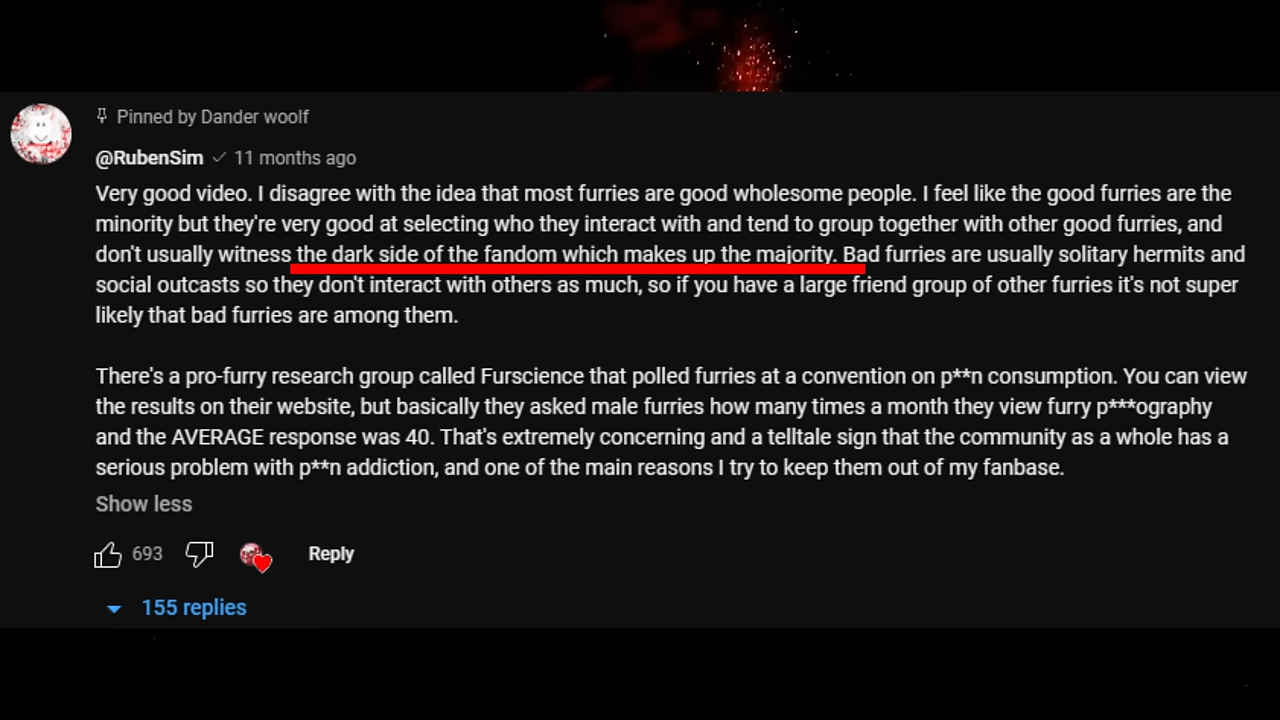 Pinned by Dander woolf
@RubenSim 11 months ago
Very good video. I disagree with the idea that most furries are good wholesome people. I feel like the good furries are the
minority but they're very good at selecting who they interact with and tend to group together with other good furries, and
don't usually witness the dark side of the fandom which makes up the majority. Bad furries are usually solitary hermits and
social outcasts so they don't interact with others as much, so if you have a large friend group of other furries it's not super
likely that bad furries are among them.
There's a pro-furry research group called Furscience that polled furries at a convention on p**n consumption. You can view
the results on their website, but basically they asked male furries how many times a month they view furry p***ography
and the AVERAGE response was 40. That's extremely concerning and a telltale sign that the community as a whole has a
serious problem with p**n addiction, and one of the main reasons I try to keep them out of my fanbase.
Show less
693 Reply
155 replies